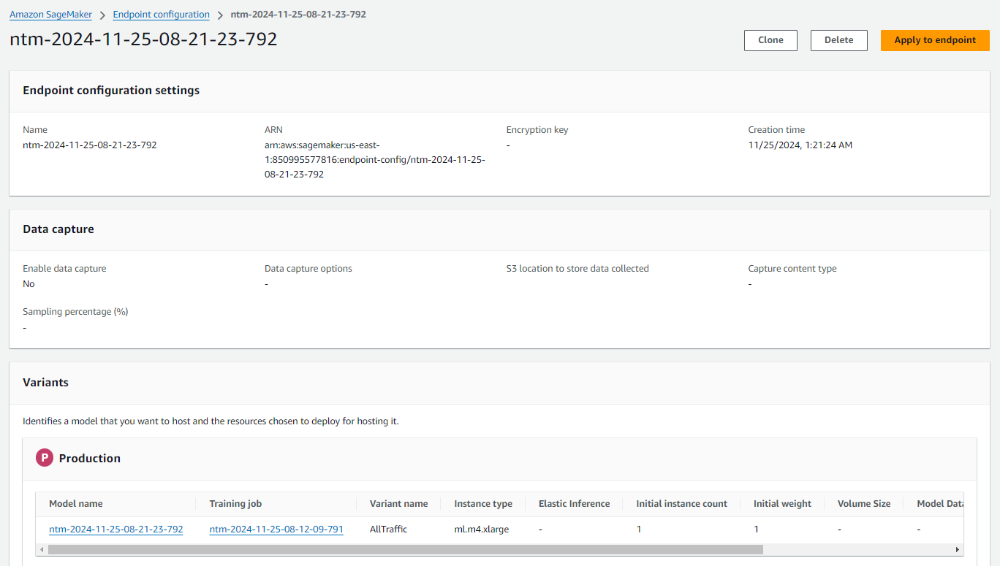 Amazon SageMaker > Endpoint configuration > ntm-2024-11-25-08-21-23-792
ntm-2024-11-25-08-21-23-792
Clone
Delete
Apply to endpoint
Endpoint configuration settings
Name
ARN
Encryption key
Creation time
ntm-2024-11-25-08-21-23-792
arn:aws:sagemaker:us-east-
1:850995577816:endpoint-config/ntm-2024-11-25-
08-21-23-792
-
11/25/2024, 1:21:24 AM
Data capture
Enable data capture
Data capture options
S3 location to store data collected
Capture content type
No
-
-
Sampling percentage (%)
-
Variants
Identifies a model that you want to host and the resources chosen to deploy for hosting it.
P Production
Model name
Training job
Variant name
Instance type
Elastic Inference
Initial instance count
Initial weight
Volume Size
Model Data
ntm-2024-11-25-08-21-23-792
ntm-2024-11-25-08-12-09-791
AllTraffic
ml.m4.xlarge
-
1
1
-
-